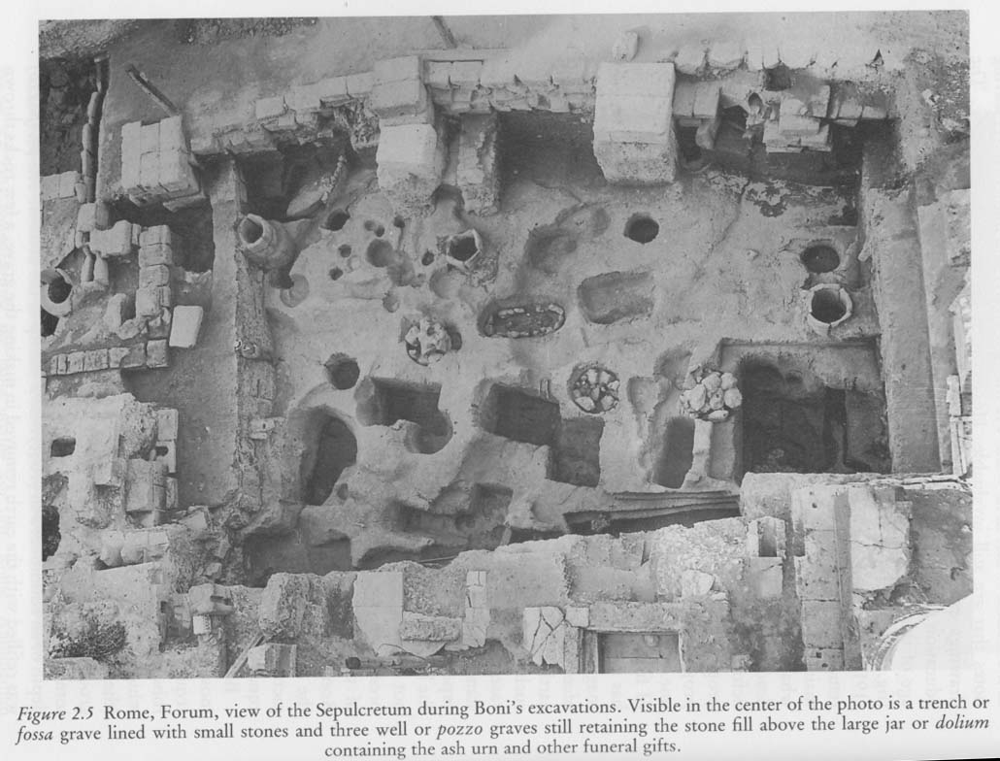 Figure 2.5 Rome, Forum, view of the Sepulcretum during Boni's excavations. Visible in the center of the photo is a trench or
fossa grave lined with small stones and three well or pozzo graves still retaining the stone fill above the large jar or dolium
containing the ash urn and other funeral gifts.